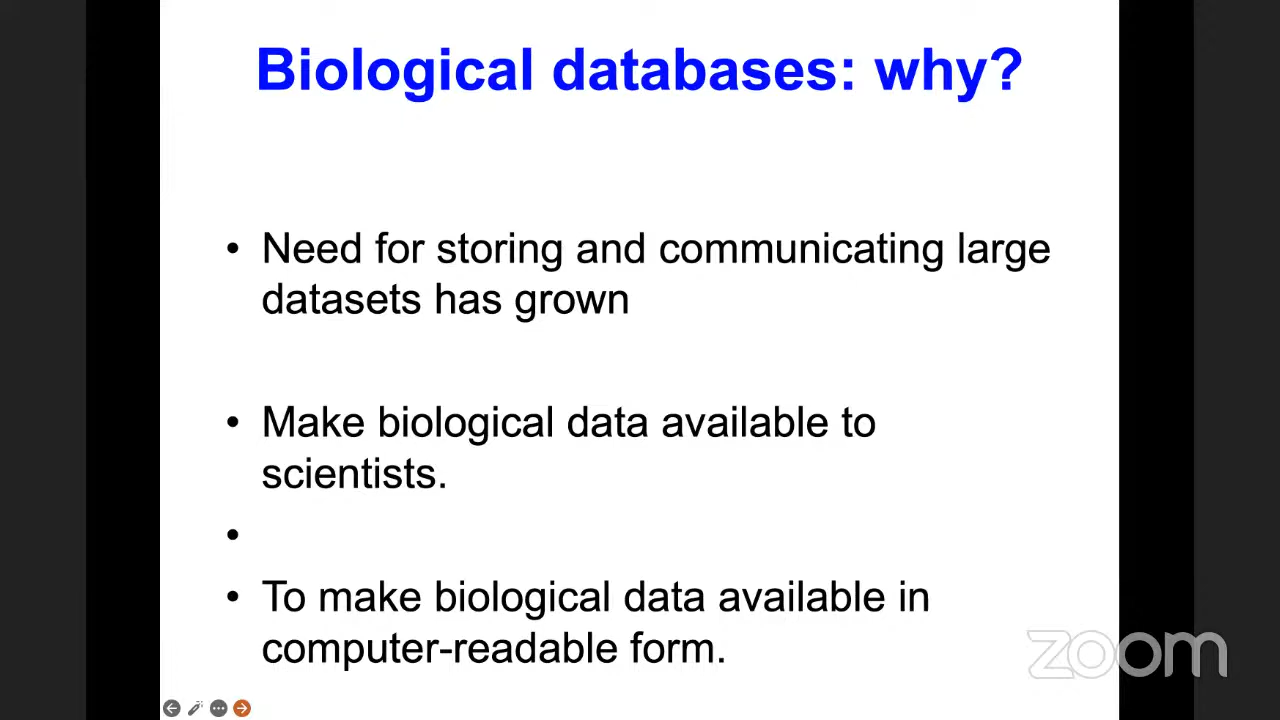 Biological databases: why?
• Need for storing and communicating large
datasets has grown
• Make biological data available to
scientists.
•
• To make biological data available in
computer-readable form.
zoom